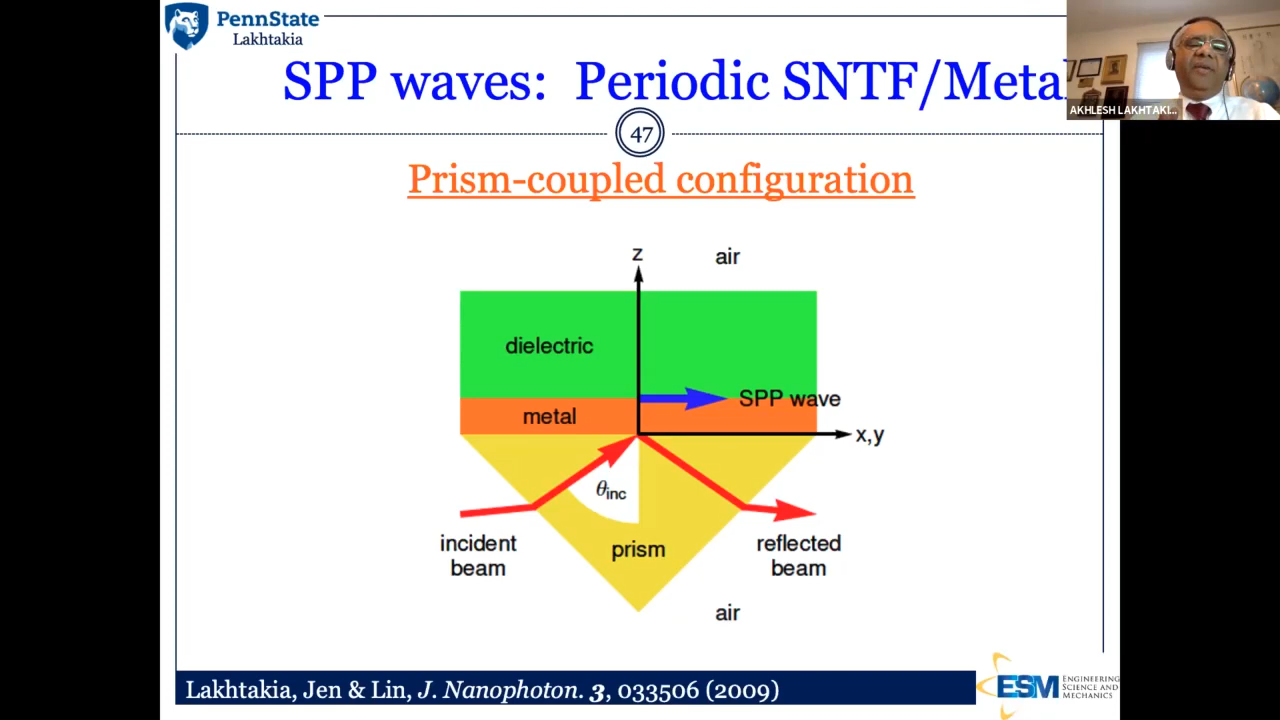 PennState
Lakhtakia
SPP waves: Periodic SNTF/Metal
AKHLESH LAKHTAKI...
47
Prism-coupled configuration
z
air
dielectric
SPP wave
metal
x,y
θinc
incident
beam
prism
reflected
beam
air
Lakhtakia, Jen & Lin, J. Nanophoton. 3, 033506 (2009)
ESM
ENGINEERING
SCIENCE AND
MECHANICS